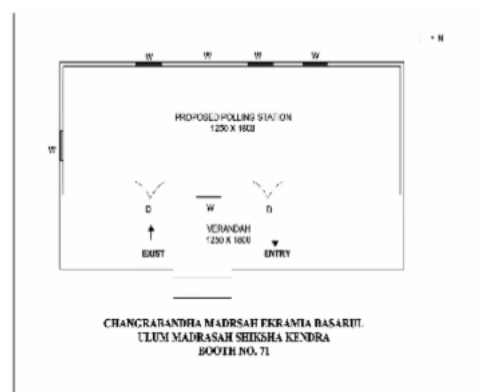 N
W W W W
PROPOSED POLLING STATION
1250 X 1800
W
D W D
VERANDAH
1250 X 1800
EXIST ENTRY
CHANGRABANDHA MADRSAH EKRAMIA BASARUL
ULUM MADRASAH SHIKSHA KENDRA
BOOTH NO. 71